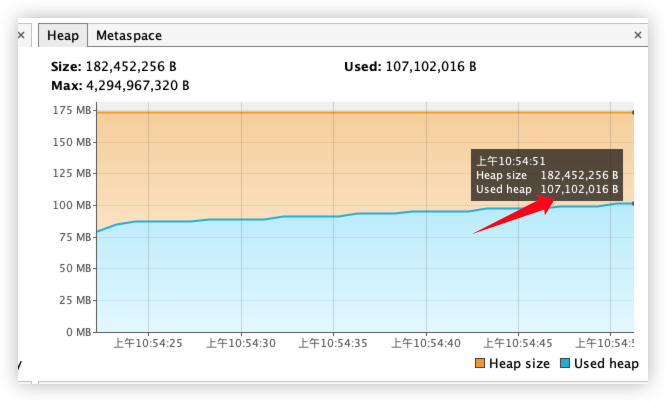 Heap Metaspace
Size: 182,452,256 B Used: 107,102,016 B
Max: 4,294,967,320 B
175 MB
150 MB
125 MB
100 MB
75 MB
50 MB
25 MB
0 MB
上午10:54:51
Heap size 182,452,256 B
Used heap 107,102,016 B
上午10:54:25 上午10:54:30 上午10:54:35 上午10:54:40 上午10:54:45 上午10:54:5
Heap size Used heap